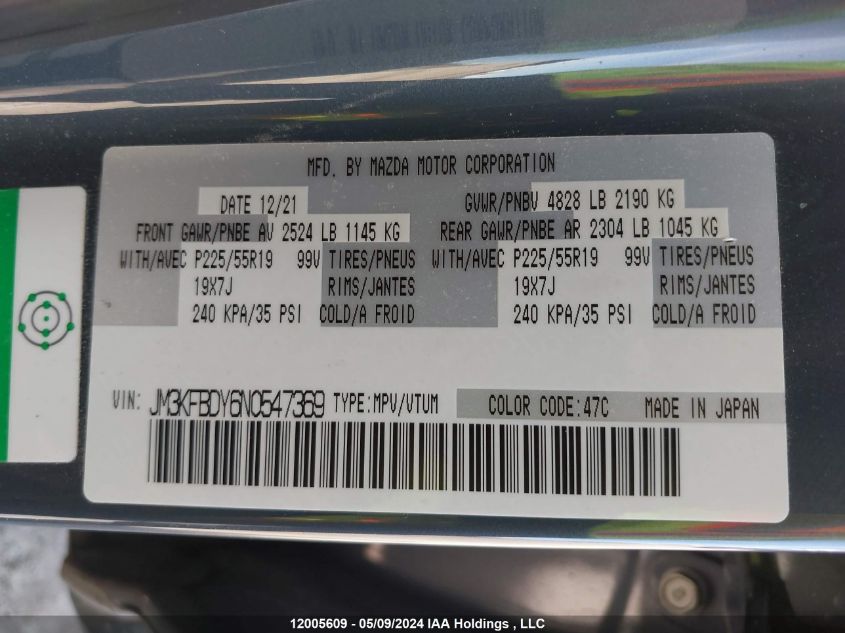 MFD. BY MAZDA MOTOR CORPORATION
DATE 12/21 GVWR/PNBV 4828 LB 2190 KG
FRONT GAWR/PNBE AV 2524 LB 1145 KG REAR GAWR/PNBE AR 2304 LB 1045 KG
WITH/AVEC P225/55R19 99V TIRES/PNEUS WITH/AVEC P225/55R19 99V TIRES/PNEUS
19X7J RIMS/JANTES 19X7J RIMS/JANTES
240 KPA/35 PSI COLD/A FROID 240 KPA/35 PSI COLD/A FROID
VIN: JM3KFBDY6N0547369 TYPE:MPV/VTUM COLOR CODE:47C MADE IN JAPAN
12005609 - 05/09/2024 IAA Holdings , LLC